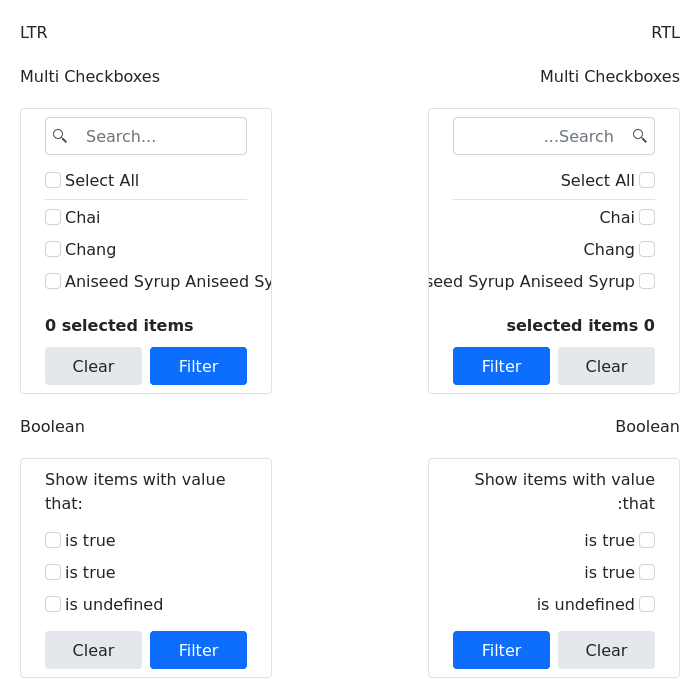 LTR
RTL
Multi Checkboxes
Multi Checkboxes
Search...
...Search
Select All
Select All
Chai
Chai
Chang
Chang
Aniseed Syrup Aniseed Sy
seed Syrup Aniseed Syrup
0 selected items
selected items 0
Clear Filter
Filter Clear
Boolean
Boolean
Show items with value
that:
Show items with value
:that
is true
is true
is true
is true
is undefined
is undefined
Clear Filter
Filter Clear